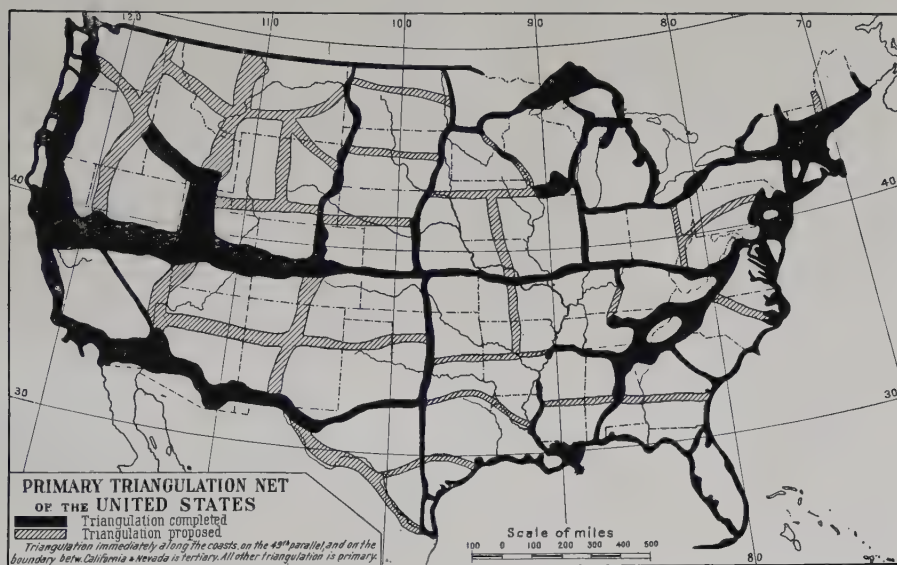 120 110 100 90 80 70
40 40
30 30
PRIMARY TRIANGULATION NET
OF THE UNITED STATES
Triangulation completed
Triangulation proposed
Triangulation immediately along the coasts, on the 49th parallel, and on the
boundary betw. California & Nevada is tertiary. All other triangulation is primary.
Scale of miles
100 0 100 200 300 400 500
80